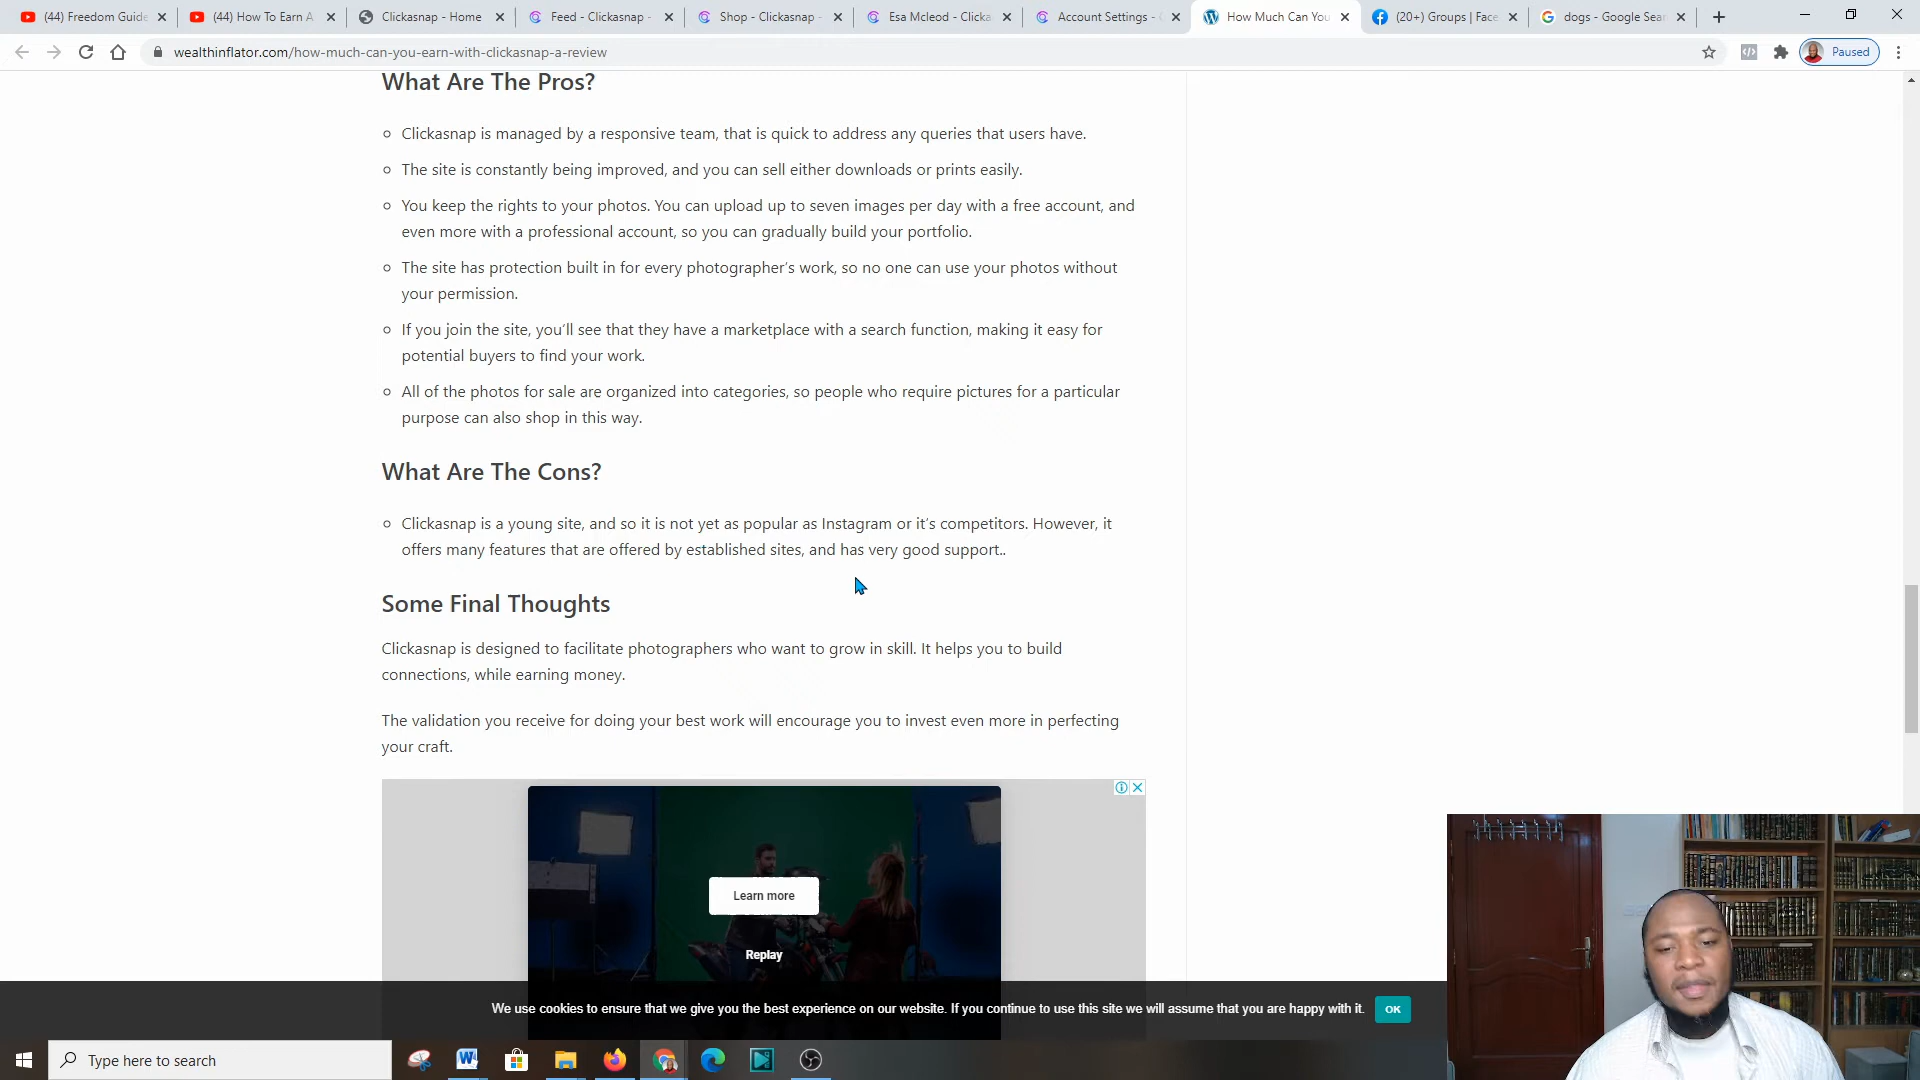 (44) Freedom Guide
(44) How To Earn A
Clickasnap - Home
Feed - Clickasnap -
Shop - Clickasnap -
Esa Mcleod - Clicka
Account Settings -
How Much Can You
(20+) Groups | Face
dogs - Google Sear
wealthinflator.com/how-much-can-you-earn-with-clickasnap-a-review
Paused
What Are The Pros?
Clickasnap is managed by a responsive team, that is quick to address any queries that users have.
The site is constantly being improved, and you can sell either downloads or prints easily.
You keep the rights to your photos. You can upload up to seven images per day with a free account, and
even more with a professional account, so you can gradually build your portfolio.
The site has protection built in for every photographer's work, so no one can use your photos without
your permission.
If you join the site, you'll see that they have a marketplace with a search function, making it easy for
potential buyers to find your work.
All of the photos for sale are organized into categories, so people who require pictures for a particular
purpose can also shop in this way.
What Are The Cons?
Clickasnap is a young site, and so it is not yet as popular as Instagram or it's competitors. However, it
offers many features that are offered by established sites, and has very good support..
Some Final Thoughts
Clickasnap is designed to facilitate photographers who want to grow in skill. It helps you to build
connections, while earning money.
The validation you receive for doing your best work will encourage you to invest even more in perfecting
your craft.
Learn more
Replay
We use cookies to ensure that we give you the best experience on our website. If you continue to use this site we will assume that you are happy with it.
OK
Type here to search